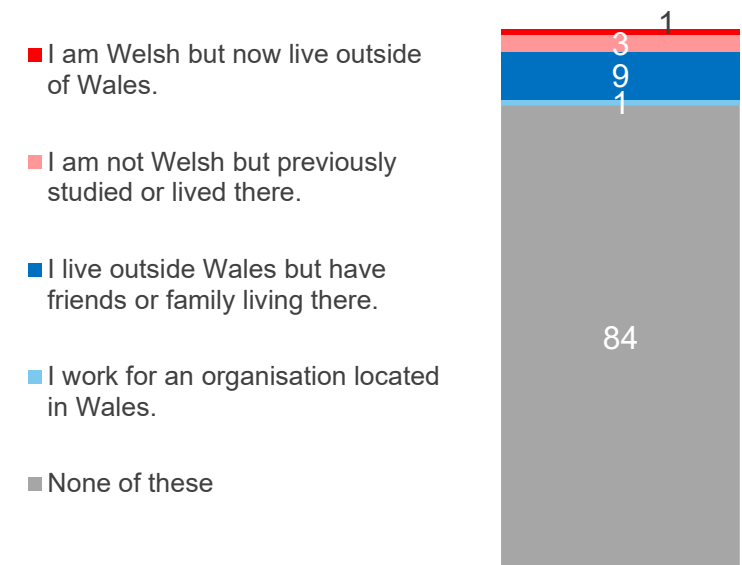 I am Welsh but now live outside
of Wales.
I am not Welsh but previously
studied or lived there.
I live outside Wales but have
friends or family living there.
I work for an organisation located
in Wales.
None of these
1
3
9
1
84